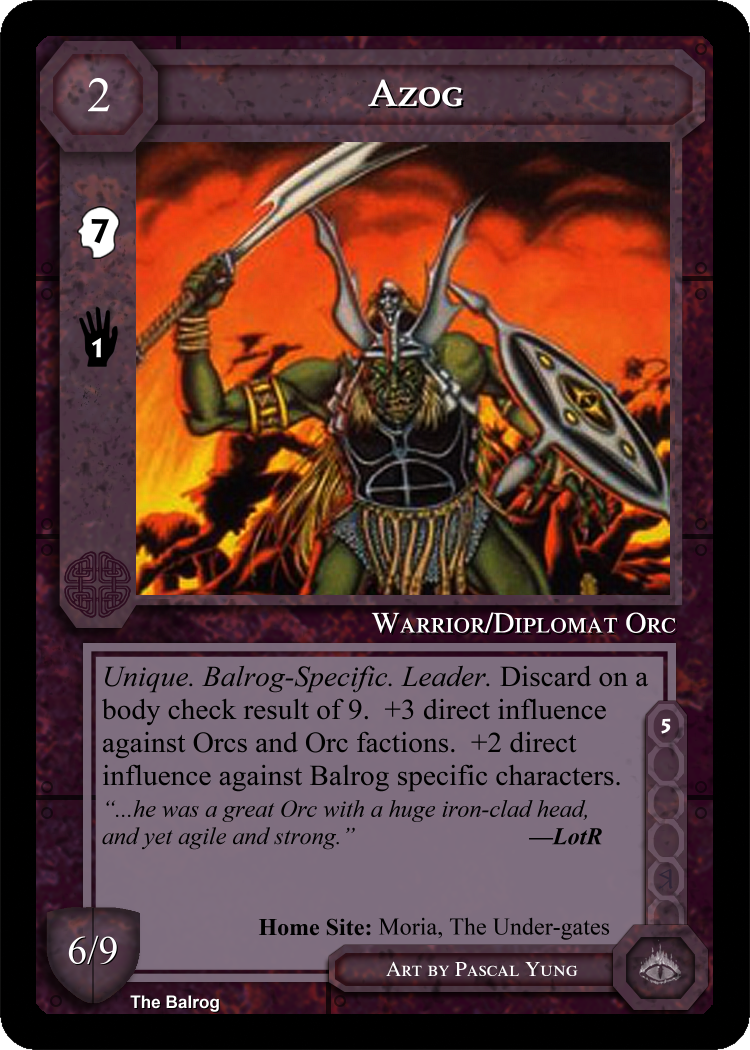 2
Azog
7
1
Warrior/Diplomat Orc
Unique. Balrog-Specific. Leader. Discard on a
body check result of 9. +3 direct influence
against Orcs and Orc factions. +2 direct
influence against Balrog specific characters.
“...he was a great Orc with a huge iron-clad head,
and yet agile and strong.” —LotR
5
Home Site: Moria, The Under-gates
6/9
Art by Pascal Yung
The Balrog